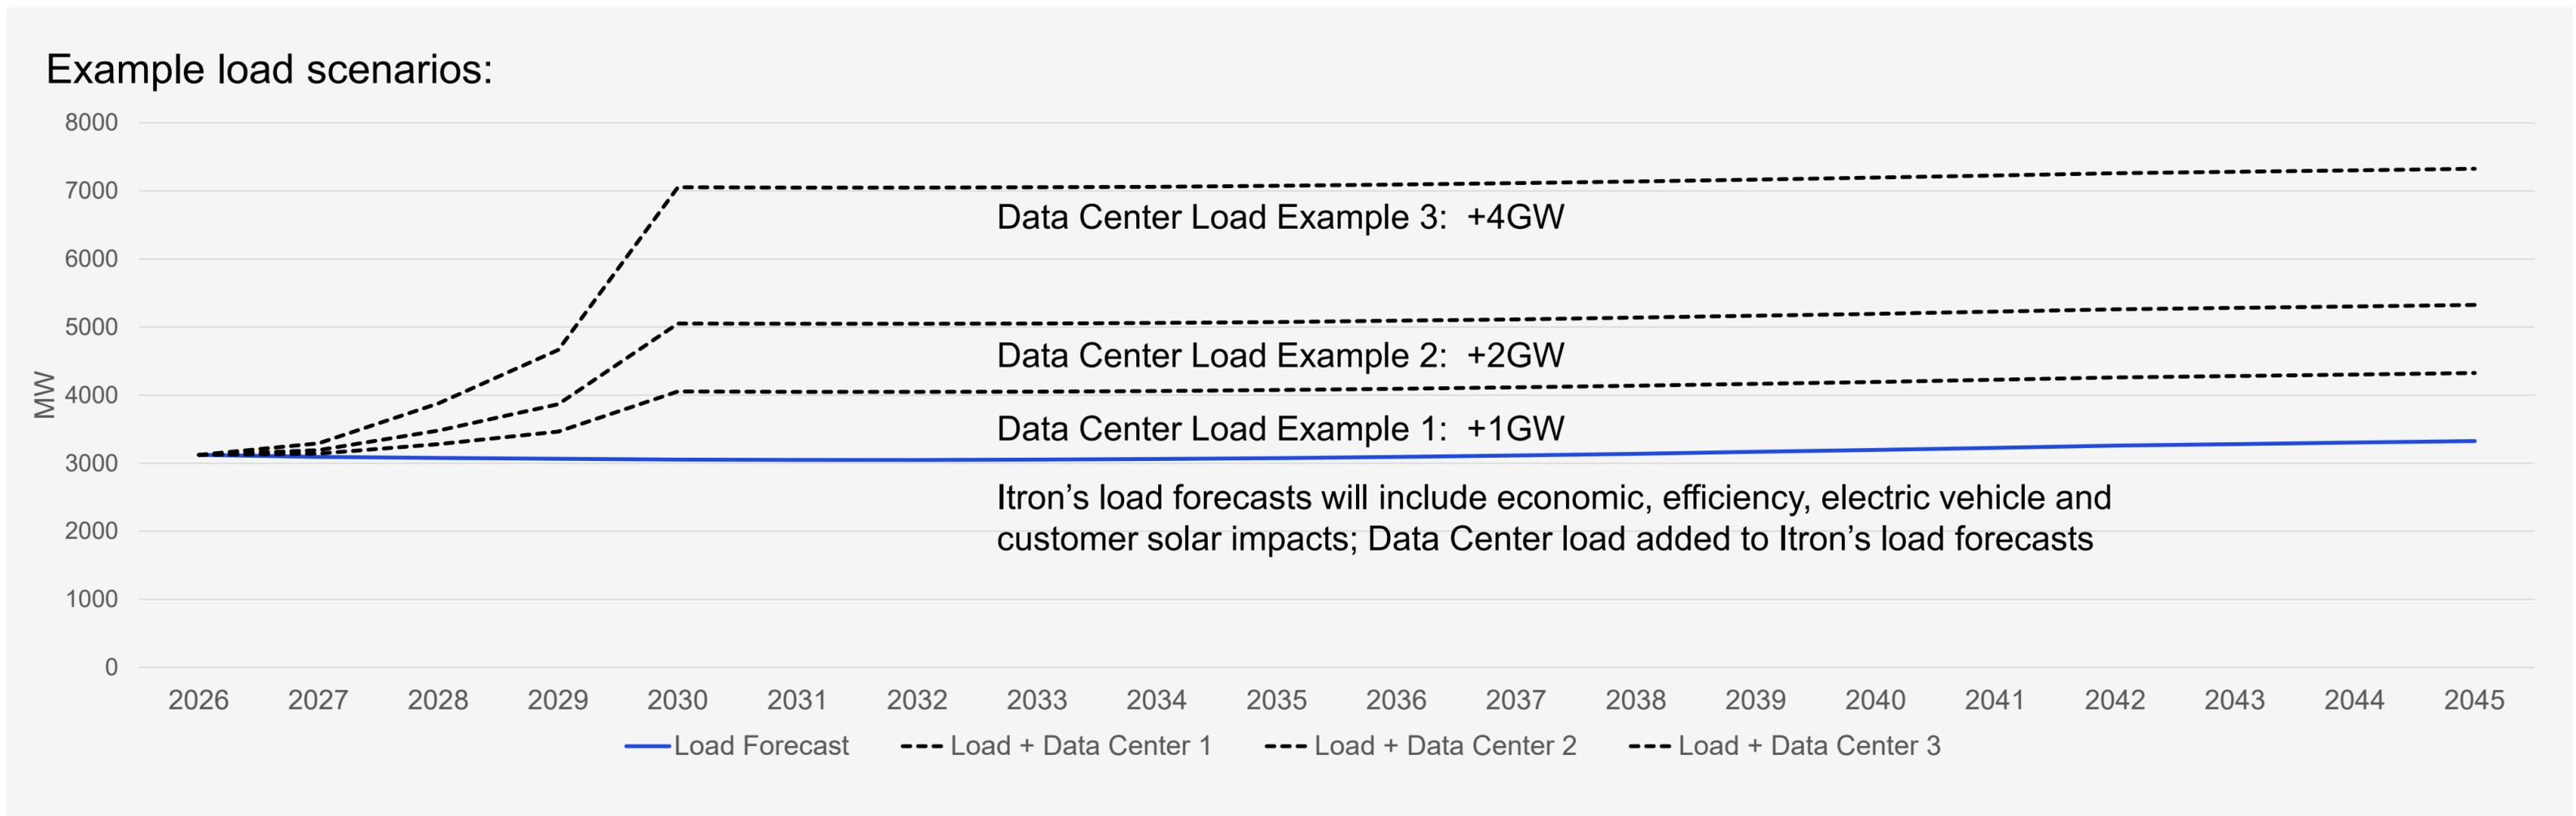 Example load scenarios:
8000
7000
Data Center Load Example 3:  +4GW
6000
5000
Data Center Load Example 2:  +2GW
4000
MW
Data Center Load Example 1:  +1GW
3000
Itron’s load forecasts will include economic, efficiency, electric vehicle and
2000
customer solar impacts; Data Center load added to Itron’s load forecasts
1000
0
2026 2027 2028 2029 2030 2031 2032 2033 2034 2035 2036 2037 2038 2039 2040 2041 2042 2043 2044 2045
Load Forecast Load + Data Center 1 Load + Data Center 2 Load + Data Center 3